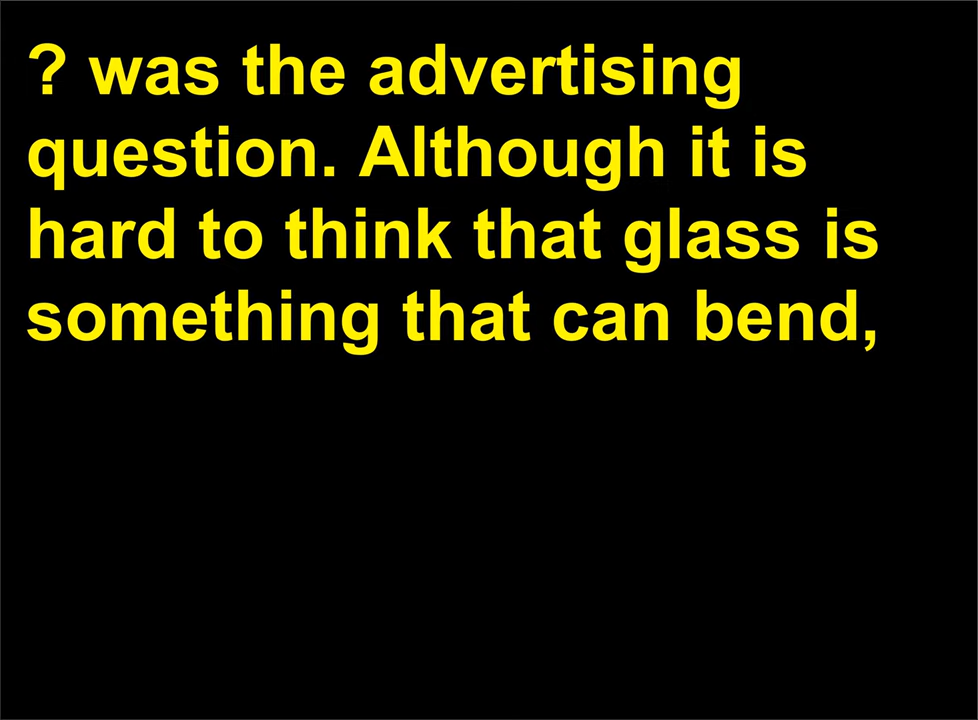 ? was the advertising
question. Although it is
hard to think that glass is
something that can bend,